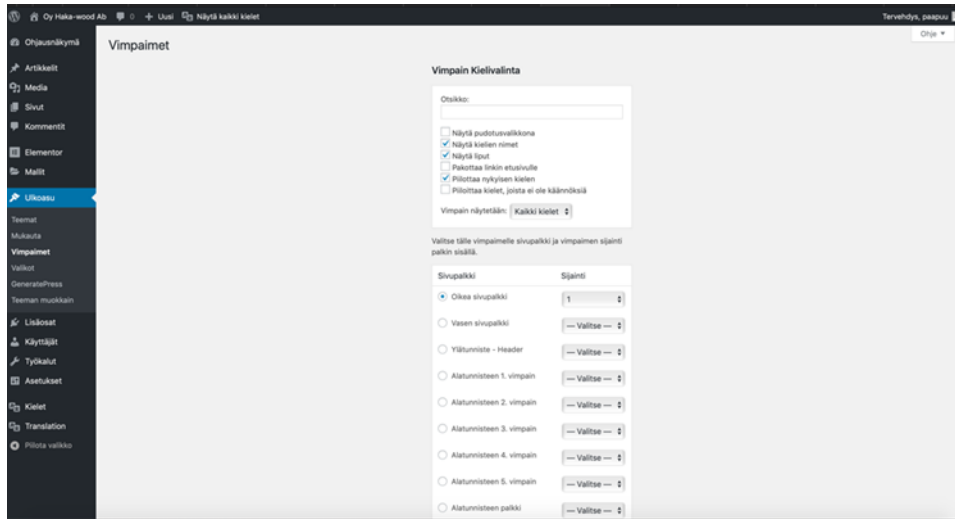 Oy Haka-wood Ab 0 + Uusi Näytä kaikki kielet
Tervehdys, paapuu
Ohje
Ohjausnäkymä
Artikkelit
Media
Sivut
Kommentit
Elementor
Mallit
Ulkoasu
Teemat
Mukauta
Vimpaimet
Valikot
GeneratePress
Teeman muokkain
Lisäosat
Käyttäjät
Työkalut
Asetukset
Kielet
Translation
Piilota valikko
Vimpaimet
Vimpain Kielivalinta
Otsikko:
Näytä pudotusvalikkona
Näytä kielien nimet
Näytä liput
Pakottaa linkin etusivulle
Piilottaa nykyisen kielen
Piiloittaa kielet, joista ei ole käännöksiä
Vimpain näytetään: Kaikki kielet
Valitse tälle vimpaimelle sivupalkki ja vimpaimen sijainti
palkin sisällä.
Sivupalkki Sijainti
Oikea sivupalkki 1
Vasen sivupalkki — Valitse —
Ylätunniste - Header — Valitse —
Alatunnisteen 1. vimpain — Valitse —
Alatunnisteen 2. vimpain — Valitse —
Alatunnisteen 3. vimpain — Valitse —
Alatunnisteen 4. vimpain — Valitse —
Alatunnisteen 5. vimpain — Valitse —
Alatunnisteen palkki — Valitse —